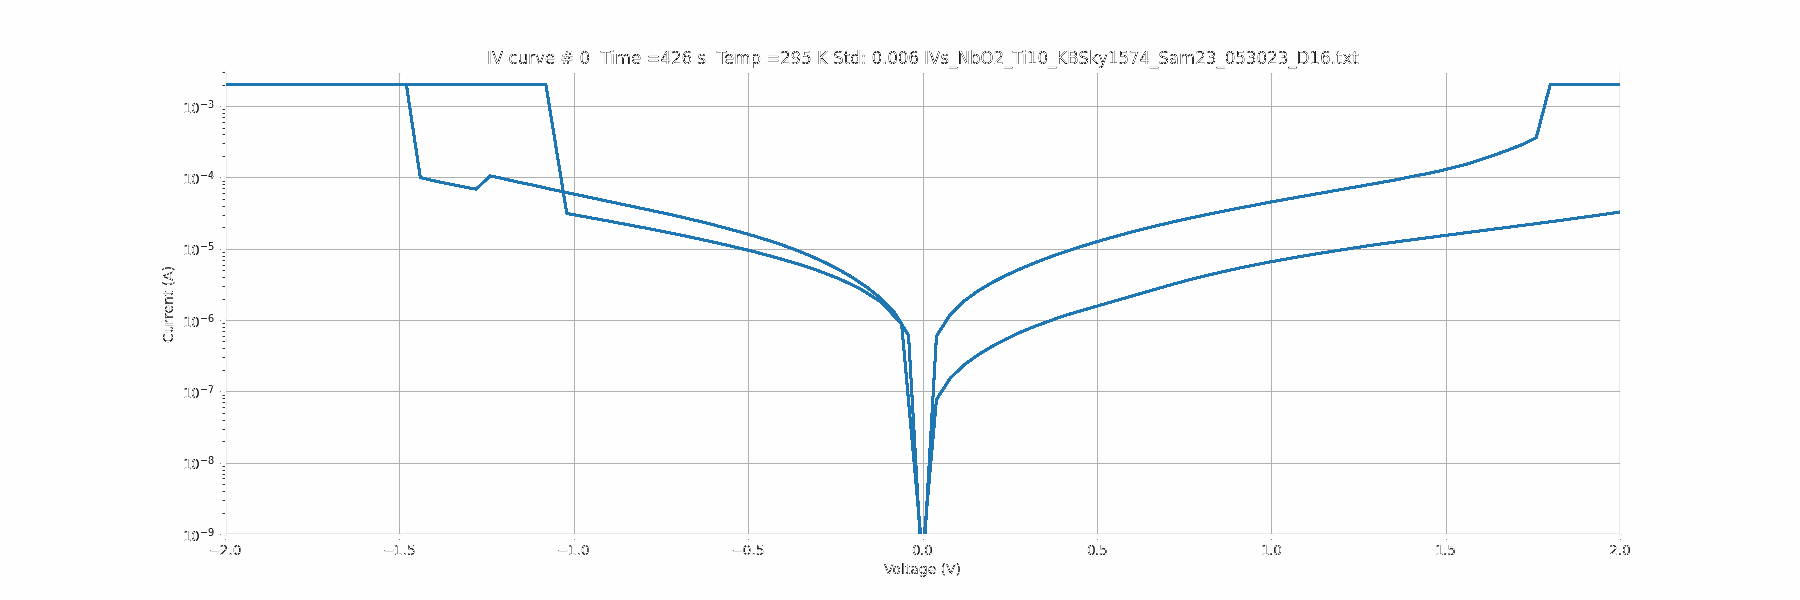 IV curve # 0  Time =426 s  Temp =295 K Std: 0.006 IVs_NbO2_Ti10_KBSky1574_Sam23_053023_D16.txt
10⁻³
10⁻⁴
10⁻⁵
10⁻⁶
10⁻⁷
10⁻⁸
10⁻⁹
Current (A)
−2.0 −1.5 −1.0 −0.5 0.0 0.5 1.0 1.5 2.0
Voltage (V)